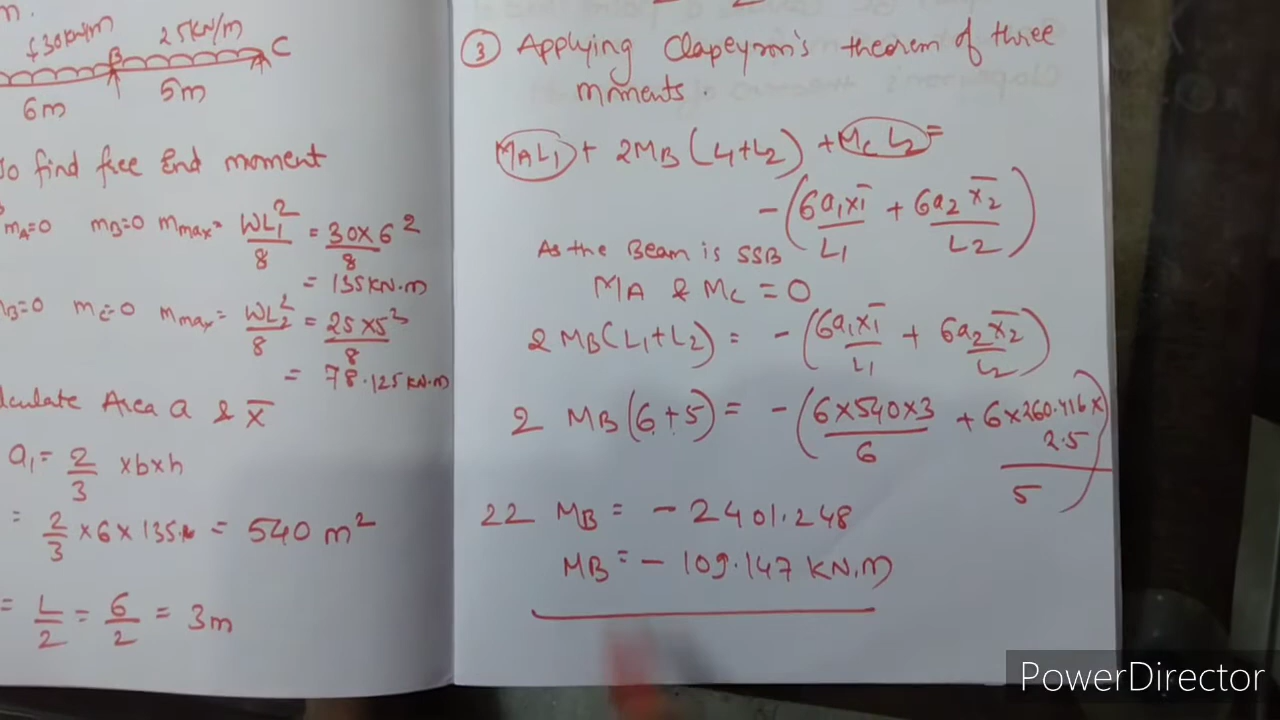 m.
30kN/m 25kN/m
B C
6m 5m
To find free End moment
mA=0 mB=0 mmax= WL1²/8 = 30×6²/8
= 135KN.m
mB=0 mC=0 mmax= WL2²/8 = 25×5²/8
= 78.125KN.m
Area a & x̄
a1= 2/3 ×b×h
= 2/3 ×6×135 = 540 m²
= L/2 = 6/2 = 3m
③ Applying Clapeyron's theorem of three
moments.
MAL1 + 2MB(L1+L2) + MCL2 =
-(6a1x̄1/L1 + 6a2x̄2/L2)
As the Beam is SSB
MA & MC = 0
2MB(L1+L2) = -(6a1x̄1/L1 + 6a2x̄2/L2)
2 MB(6+5) = -(6×540×3/6 + 6×260.416×2.5/5)
22 MB = -2401.248
MB = -109.147 KN.m
PowerDirector